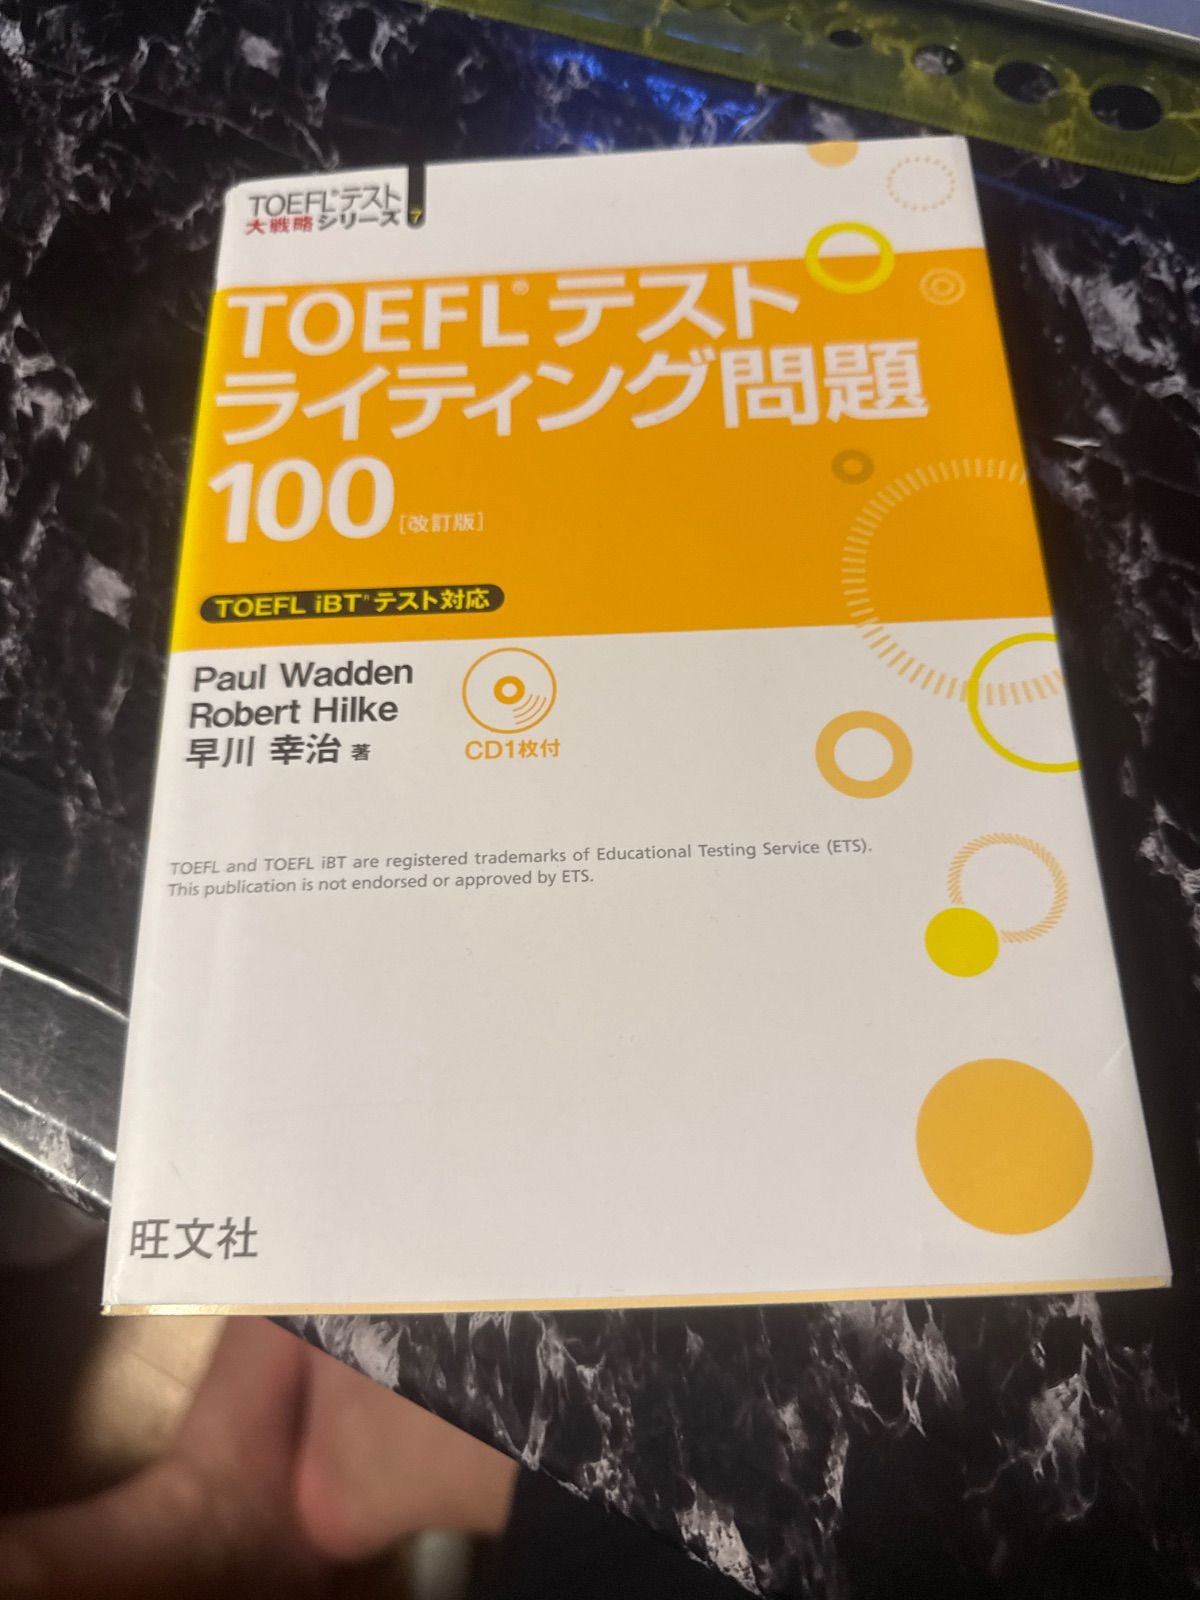 TOEFL®テスト
大戦略シリーズ 7
TOEFL®テスト
ライティング問題
100 [改訂版]
TOEFL iBT®テスト対応
Paul Wadden
Robert Hilke
早川 幸治 著
CD1枚付
TOEFL and TOEFL iBT are registered trademarks of Educational Testing Service (ETS).
This publication is not endorsed or approved by ETS.
旺文社